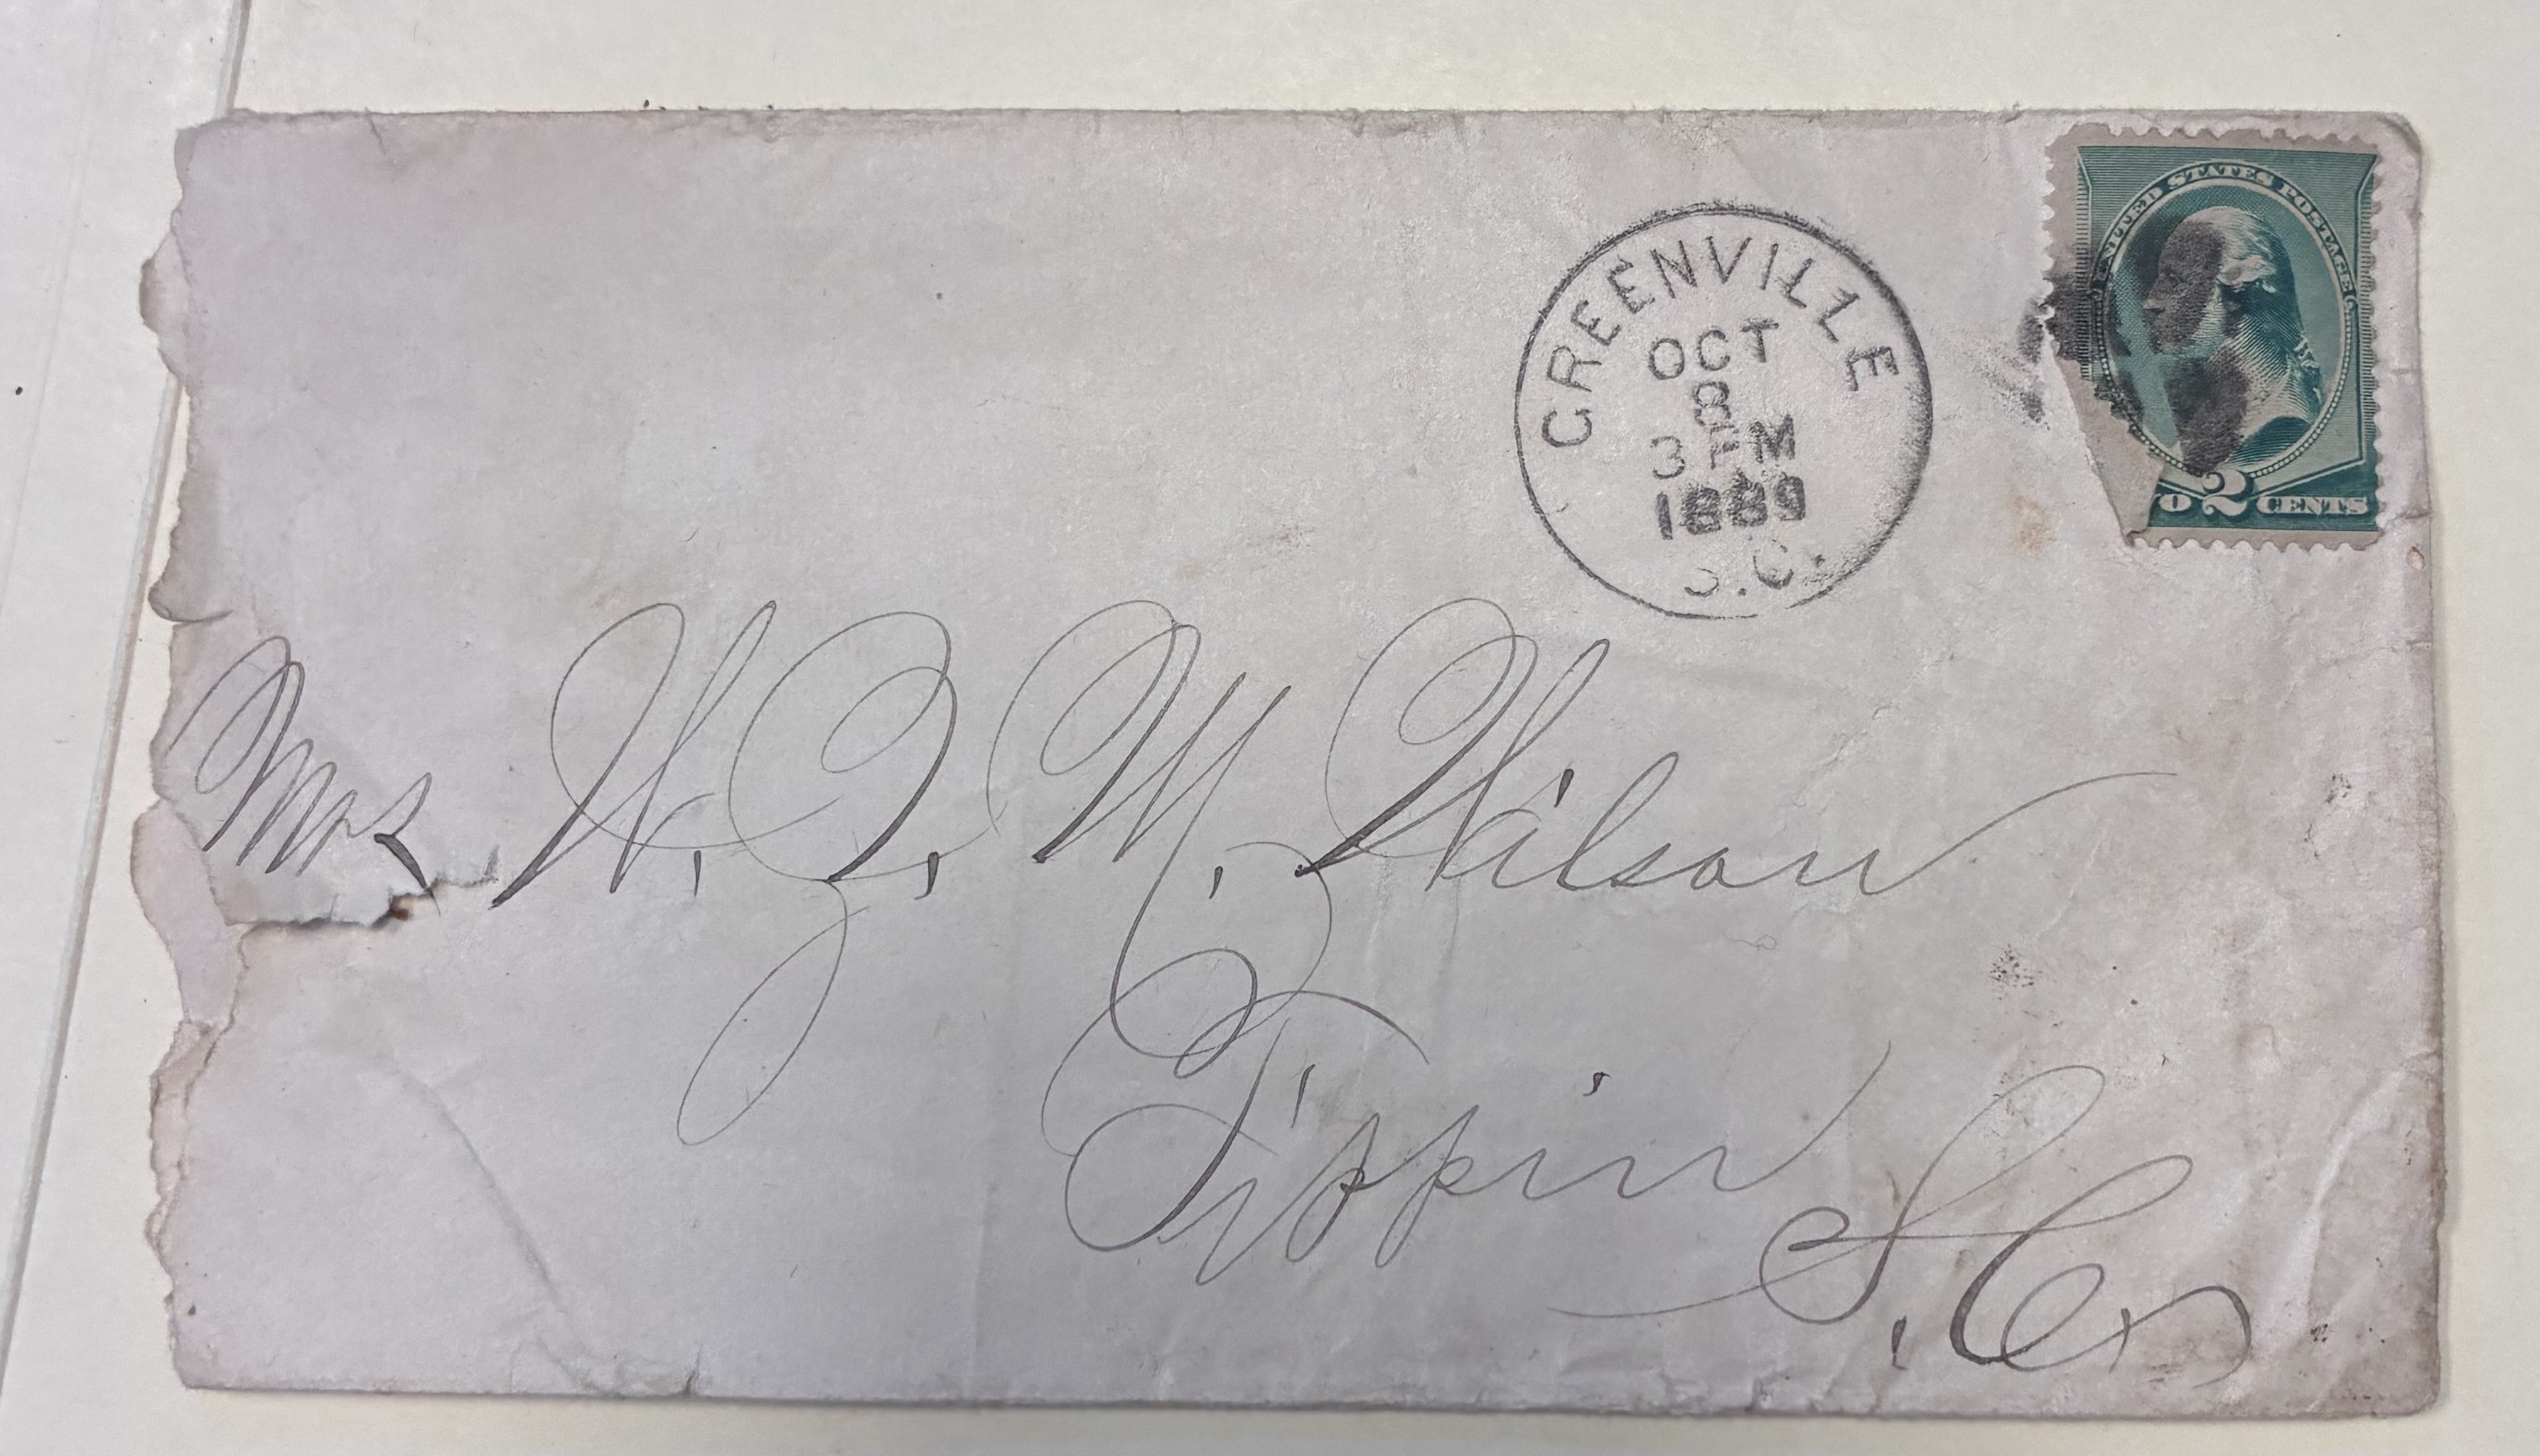 UNITED STATES POSTAGE
O 2 CENTS
GREENVILLE
OCT
8
3 PM
1889
S.C.
Mrs W. Z. M. Wilson
Tippin
S.C.